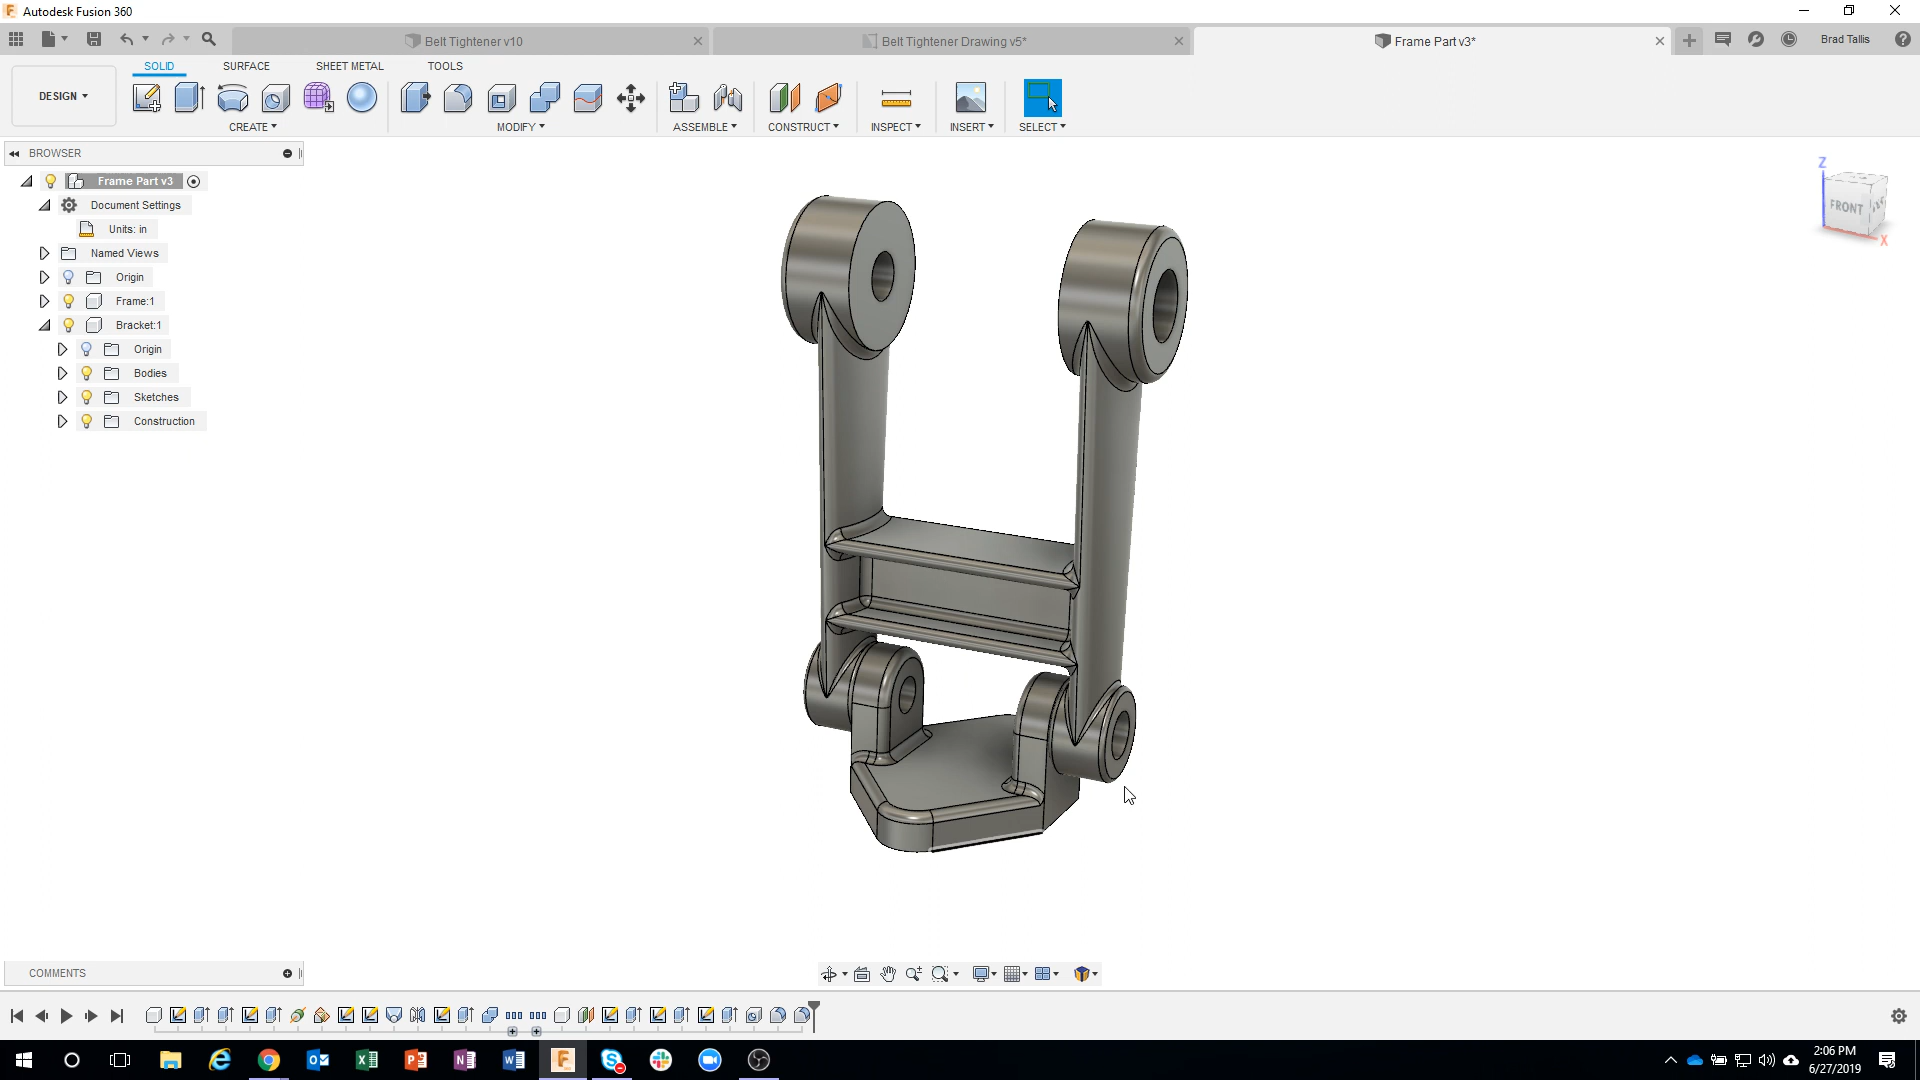 Autodesk Fusion 360
Belt Tightener v10
Belt Tightener Drawing v5*
Frame Part v3*
Brad Tallis
DESIGN
SOLID
SURFACE
SHEET METAL
TOOLS
CREATE
MODIFY
ASSEMBLE
CONSTRUCT
INSPECT
INSERT
SELECT
BROWSER
Frame Part v3
Document Settings
Units: in
Named Views
Origin
Frame:1
Bracket:1
Origin
Bodies
Sketches
Construction
Z
FRONT
X
COMMENTS
2:06 PM
6/27/2019